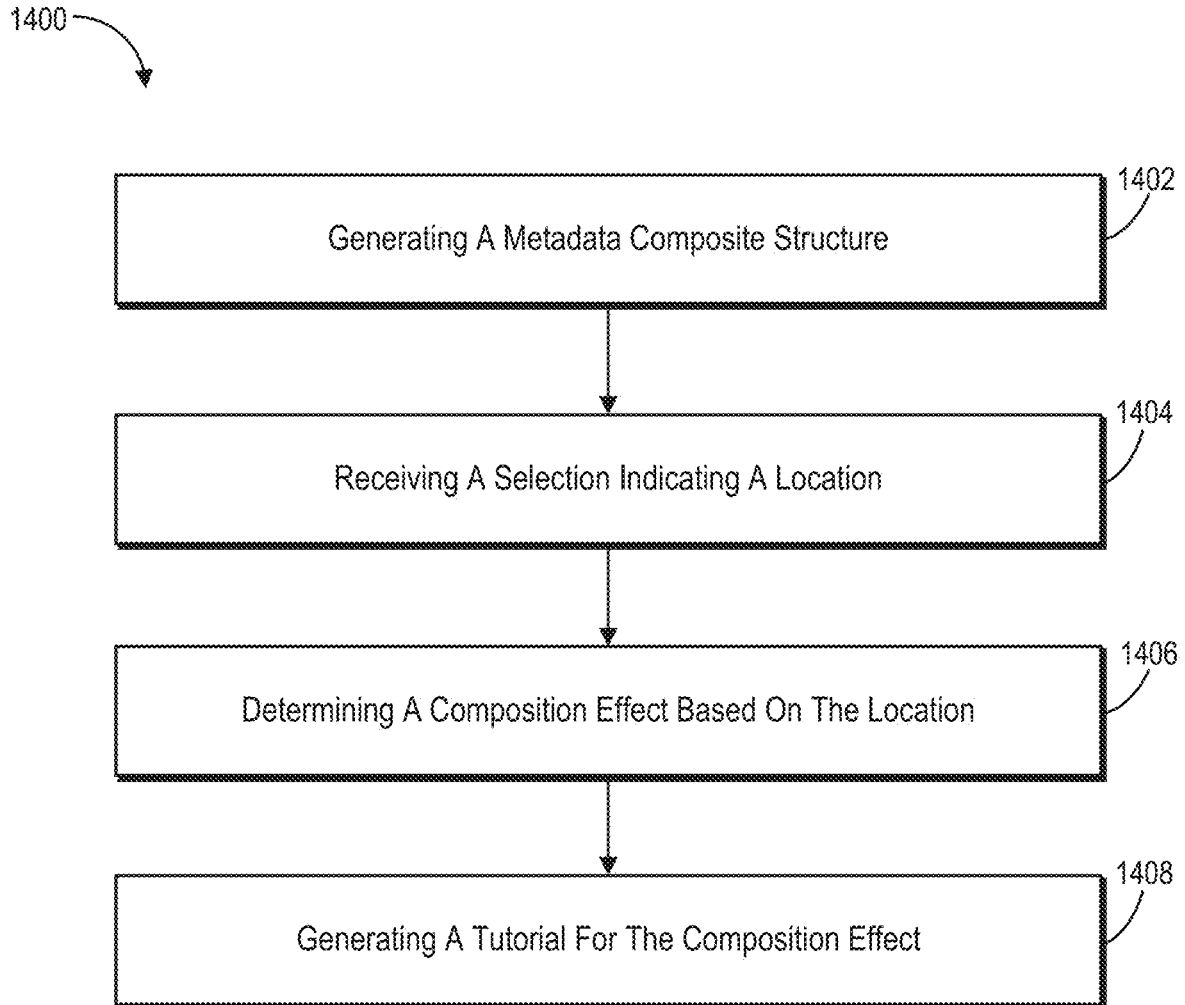 1400
1402
Generating A Metadata Composite Structure
1404
Receiving A Selection Indicating A Location
1406
Determining A Composition Effect Based On The Location
1408
Generating A Tutorial For The Composition Effect